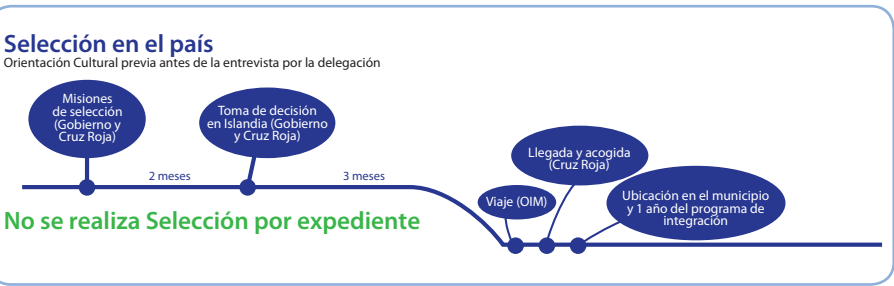 Selección en el país
Orientación Cultural previa antes de la entrevista por la delegación
Misiones
de selección
(Gobierno y
Cruz Roja)
Toma de decisión
en Islandia (Gobierno
y Cruz Roja)
2 meses
3 meses
Llegada y acogida
(Cruz Roja)
Viaje (OIM)
Ubicación en el municipio
y 1 año del programa de
integración
No se realiza Selección por expediente